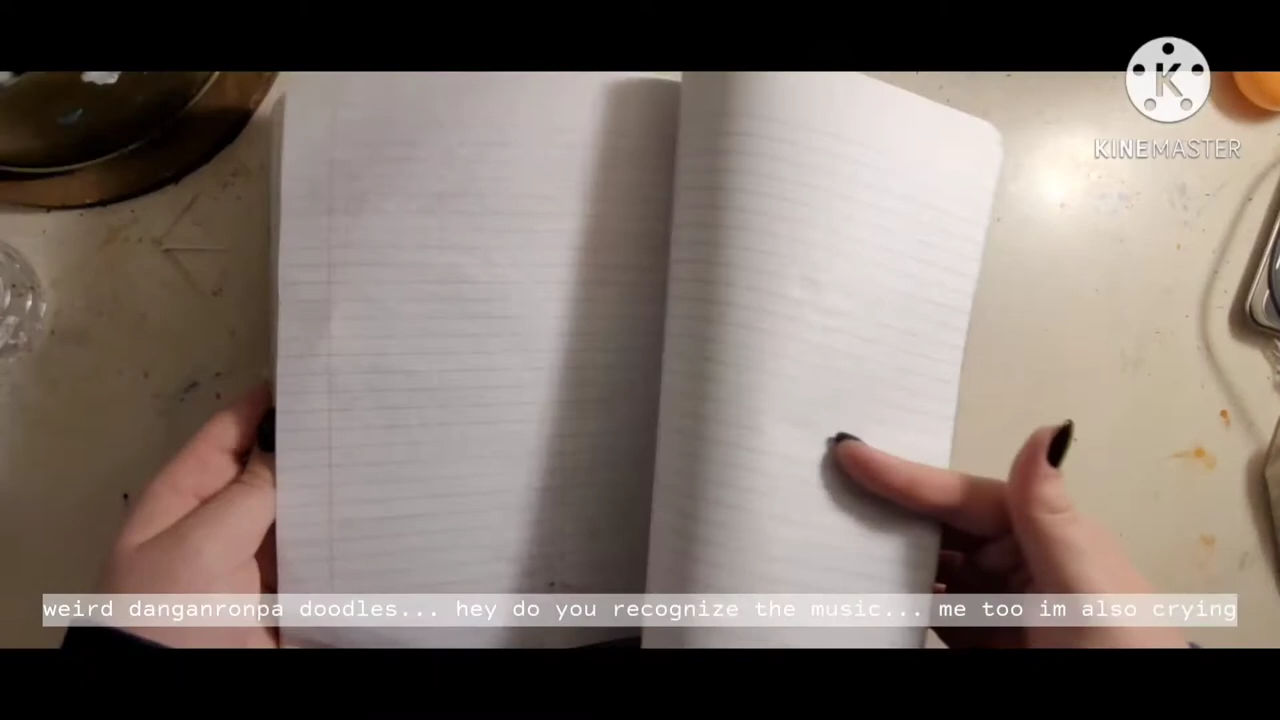 K
KINEMASTER
weird danganronpa doodles... hey do you recognize the music... me too im also crying